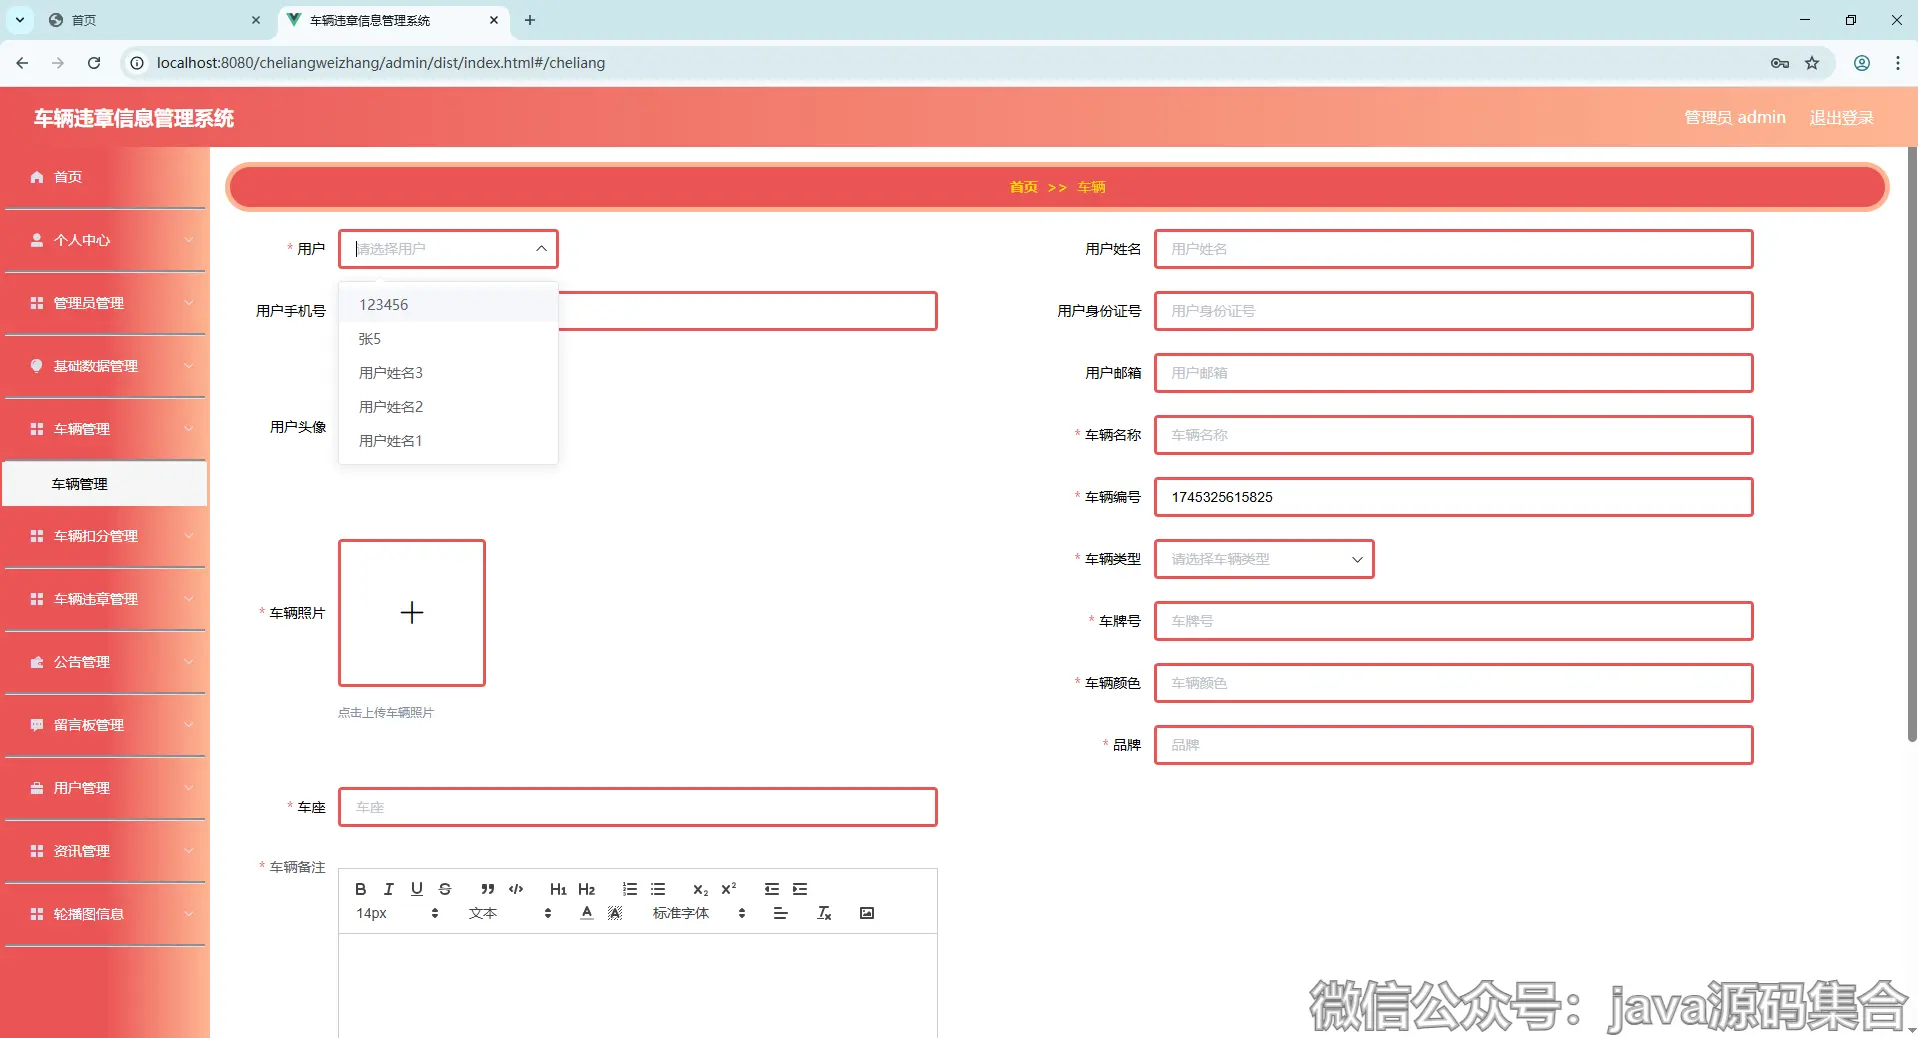 首页
车辆违章信息管理系统
localhost:8080/cheliangweizhang/admin/dist/index.html#/cheliang
车辆违章信息管理系统
管理员 admin
退出登录
首页
个人中心
管理员管理
基础数据管理
车辆管理
车辆管理
车辆扣分管理
车辆违章管理
公告管理
留言板管理
用户管理
资讯管理
轮播图信息
首页 >> 车辆
* 用户 请选择用户
用户姓名 用户姓名
用户手机号
123456
张5
用户姓名3
用户姓名2
用户姓名1
用户身份证号 用户身份证号
用户邮箱 用户邮箱
用户头像
* 车辆名称 车辆名称
* 车辆编号 1745325615825
* 车辆类型 请选择车辆类型
* 车辆照片
点击上传车辆照片
* 车牌号 车牌号
* 车辆颜色 车辆颜色
* 品牌 品牌
* 车座 车座
* 车辆备注
B I U S H1 H2 x₂ x²
14px 文本 A A 标准字体
微信公众号：java源码集合